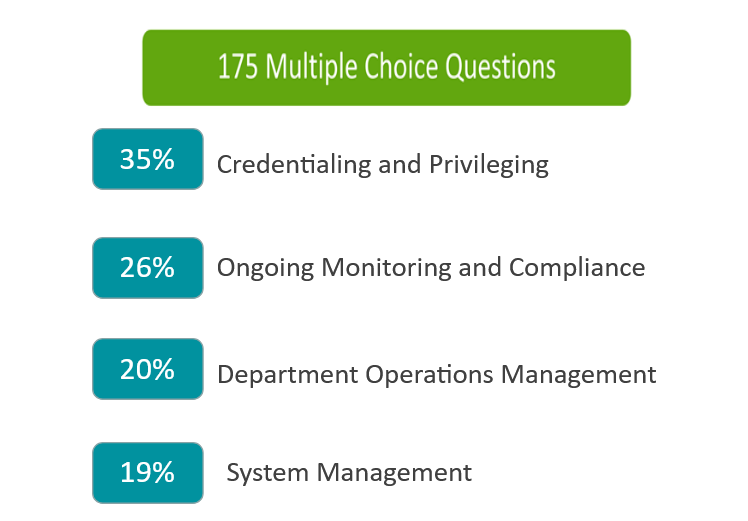 175 Multiple Choice Questions
35% Credentialing and Privileging
26% Ongoing Monitoring and Compliance
20% Department Operations Management
19% System Management